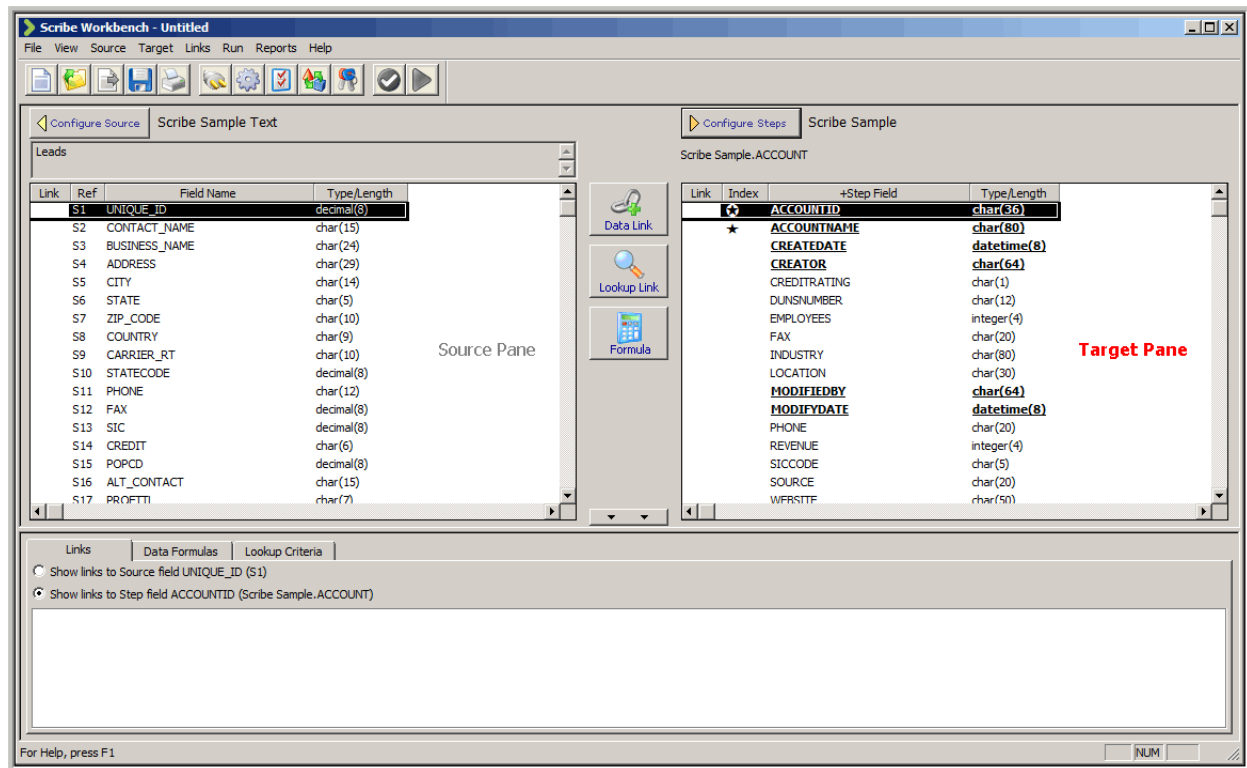 Scribe Workbench - Untitled
File View Source Target Links Run Reports Help
Configure Source Scribe Sample Text
Leads
Link Ref Field Name Type/Length
S1 UNIQUE_ID decimal(8)
S2 CONTACT_NAME char(15)
S3 BUSINESS_NAME char(24)
S4 ADDRESS char(29)
S5 CITY char(14)
S6 STATE char(5)
S7 ZIP_CODE char(10)
S8 COUNTRY char(9)
S9 CARRIER_RT char(10)
S10 STATECODE decimal(8)
S11 PHONE char(12)
S12 FAX decimal(8)
S13 SIC decimal(8)
S14 CREDIT char(6)
S15 POPCD decimal(8)
S16 ALT_CONTACT char(15)
S17 char(7)
Source Pane
Data Link
Lookup Link
Formula
Configure Steps Scribe Sample
Scribe Sample.ACCOUNT
Link Index +Step Field Type/Length
ACCOUNTID char(36)
ACCOUNTNAME char(80)
CREATEDATE datetime(8)
CREATOR char(64)
CREDITRATING char(1)
DUNSNUMBER char(12)
EMPLOYEES integer(4)
FAX char(20)
INDUSTRY char(80)
LOCATION char(30)
MODIFIEDBY char(64)
MODIFYDATE datetime(8)
PHONE char(20)
REVENUE integer(4)
SICCODE char(5)
SOURCE char(20)
WEBSITE char(50)
Target Pane
Links Data Formulas Lookup Criteria
Show links to Source field UNIQUE_ID (S1)
Show links to Step field ACCOUNTID (Scribe Sample.ACCOUNT)
For Help, press F1 NUM